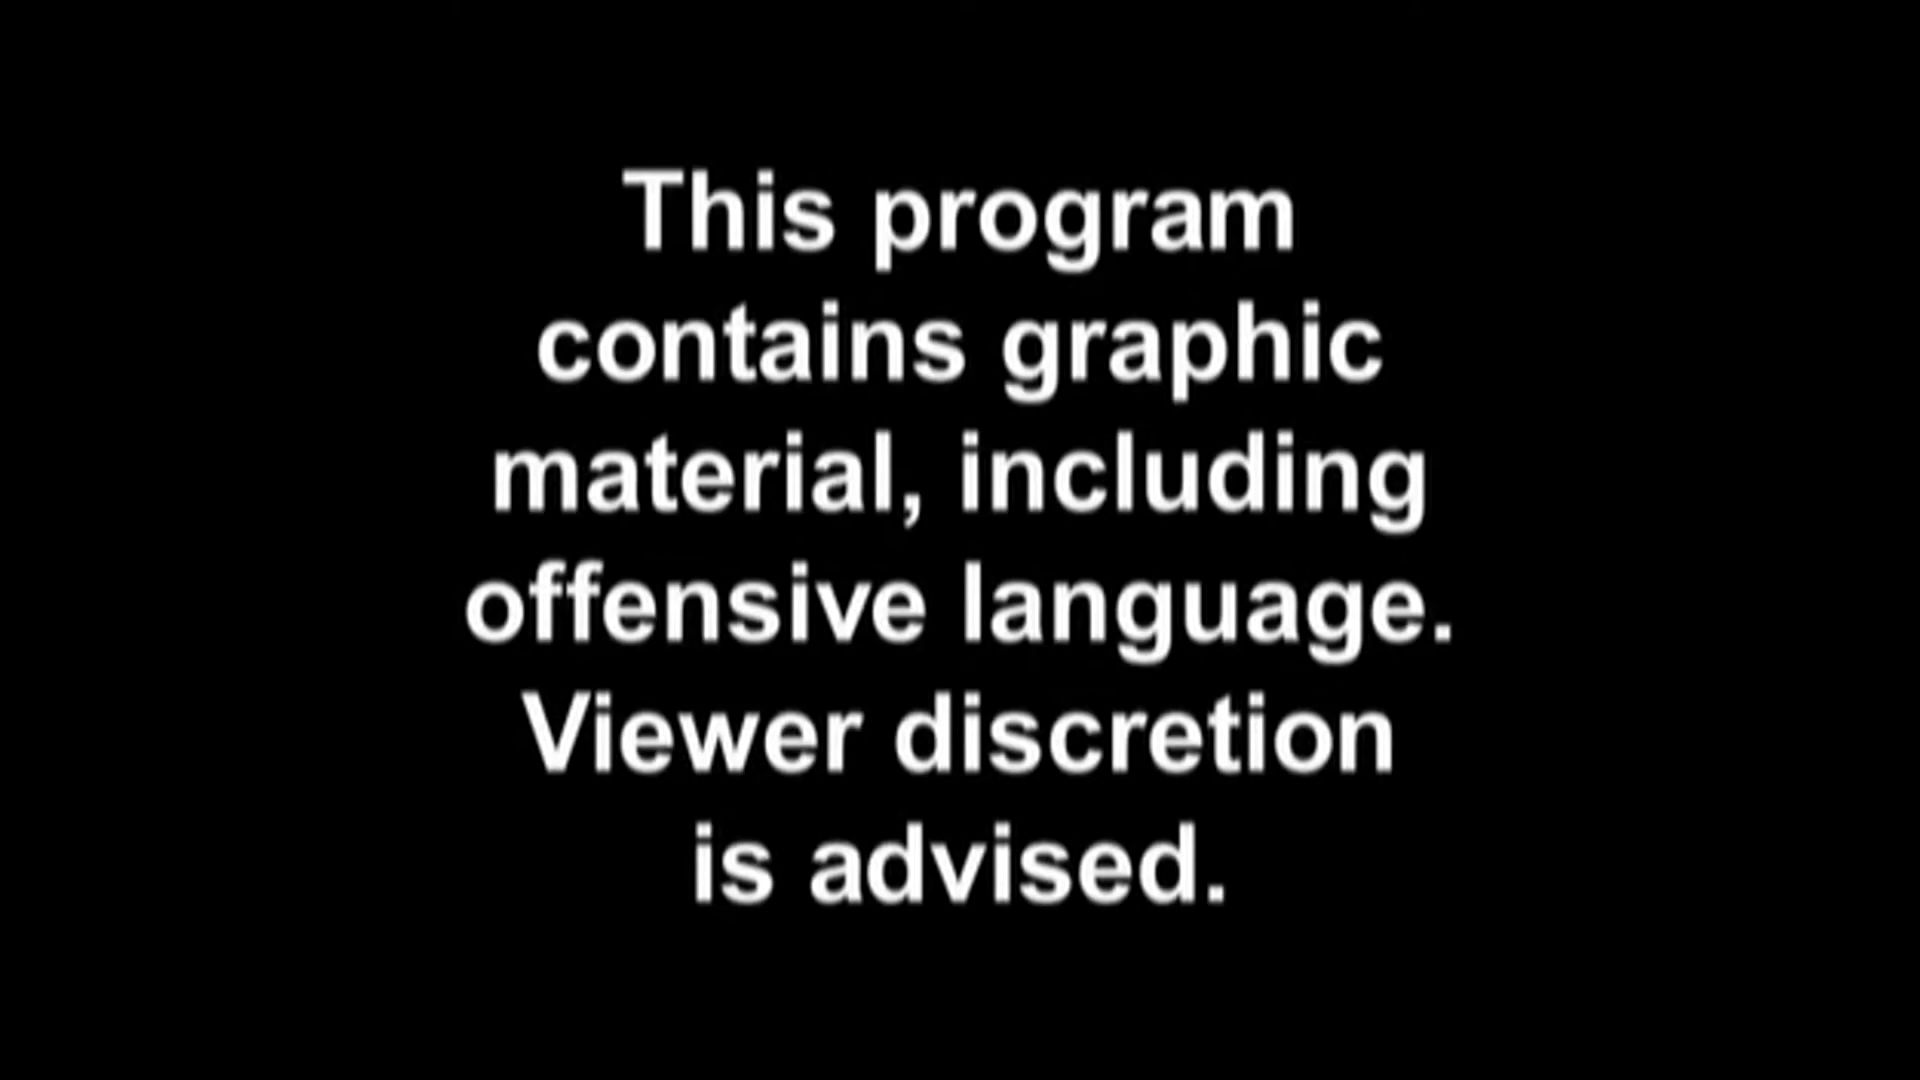 This program
contains graphic
material, including
offensive language.
Viewer discretion
is advised.